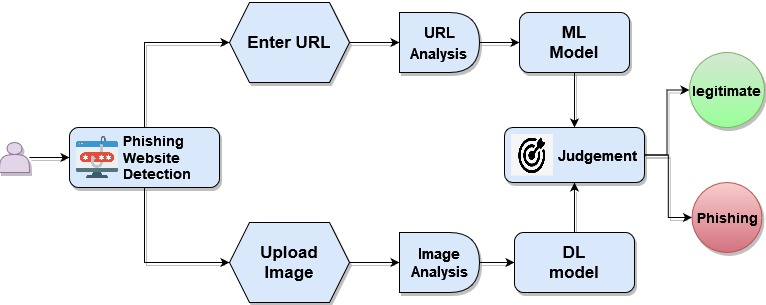 Enter URL
URL
Analysis
ML
Model
legitimate
Phishing
Website
Detection
Judgement
Phishing
Upload
Image
Image
Analysis
DL
model